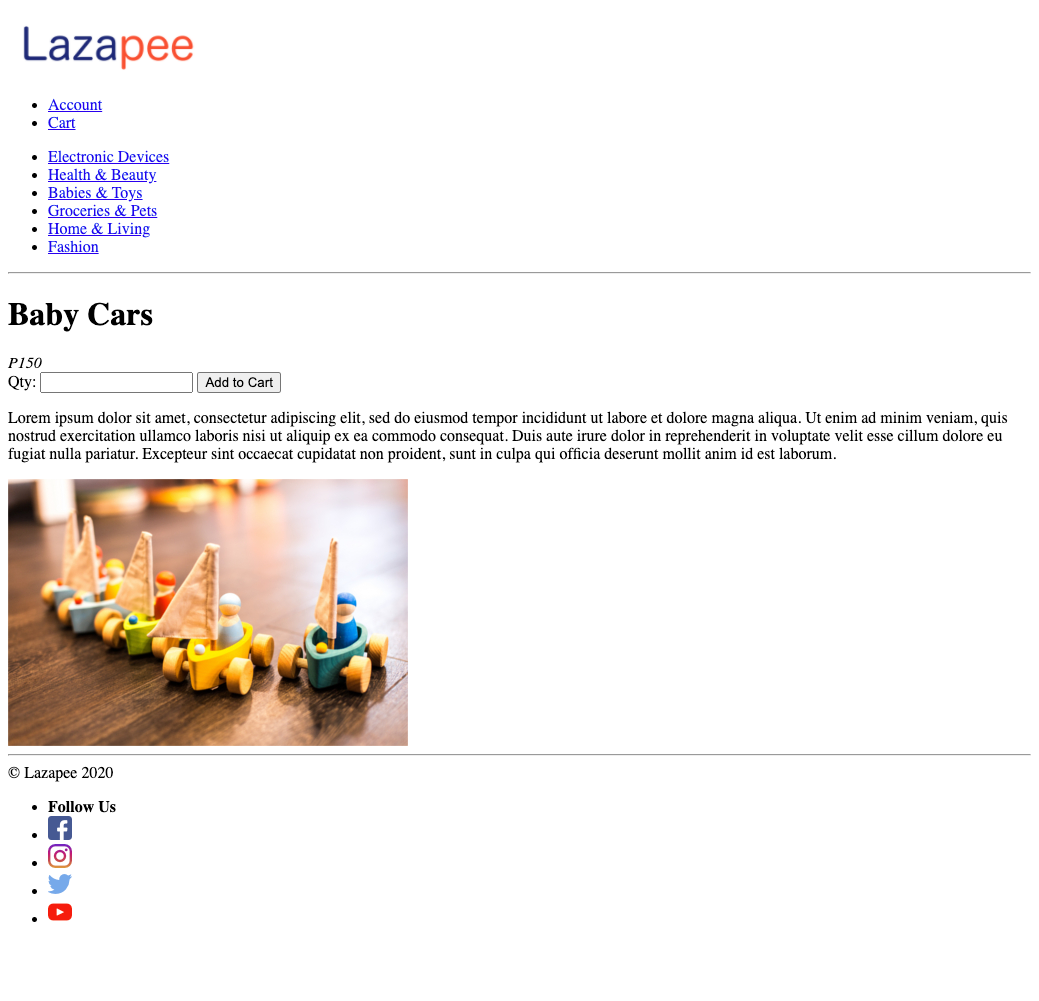 Lazapee
Account
Cart
Electronic Devices
Health & Beauty
Babies & Toys
Groceries & Pets
Home & Living
Fashion
Baby Cars
P150
Qty: Add to Cart
Lorem ipsum dolor sit amet, consectetur adipiscing elit, sed do eiusmod tempor incididunt ut labore et dolore magna aliqua. Ut enim ad minim veniam, quis
nostrud exercitation ullamco laboris nisi ut aliquip ex ea commodo consequat. Duis aute irure dolor in reprehenderit in voluptate velit esse cillum dolore eu
fugiat nulla pariatur. Excepteur sint occaecat cupidatat non proident, sunt in culpa qui officia deserunt mollit anim id est laborum.
© Lazapee 2020
Follow Us